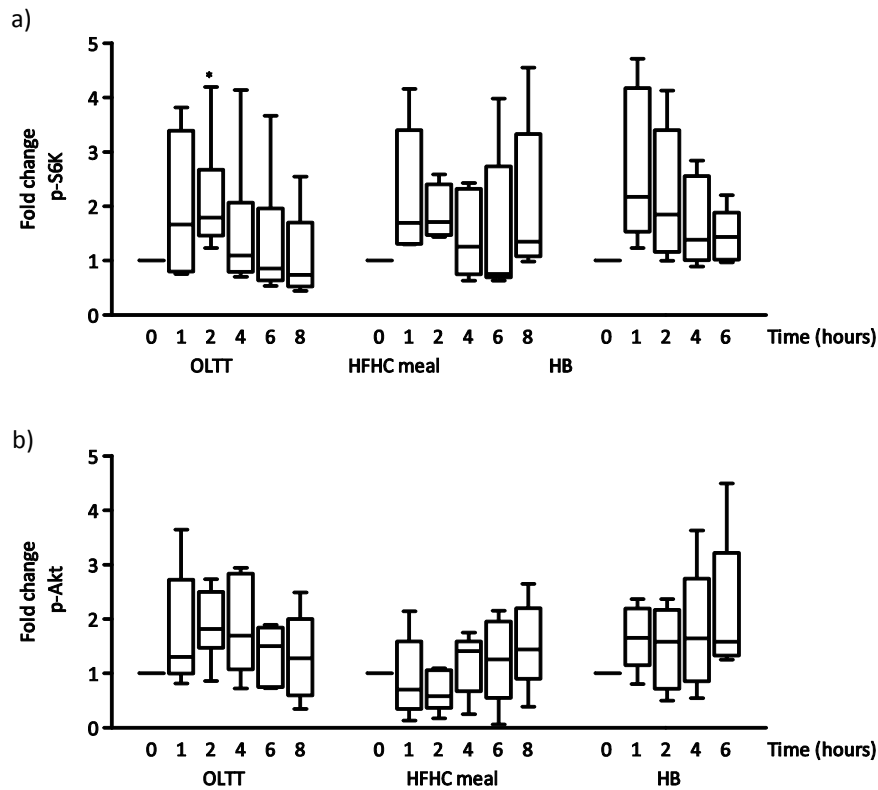 a)
5
4
3
2
1
0
Fold change
p-S6K
*
0 1 2 4 6 8 0 1 2 4 6 8 0 1 2 4 6 Time (hours)
OLTT HFHC meal HB
b)
5
4
3
2
1
0
Fold change
p-Akt
0 1 2 4 6 8 0 1 2 4 6 8 0 1 2 4 6 Time (hours)
OLTT HFHC meal HB